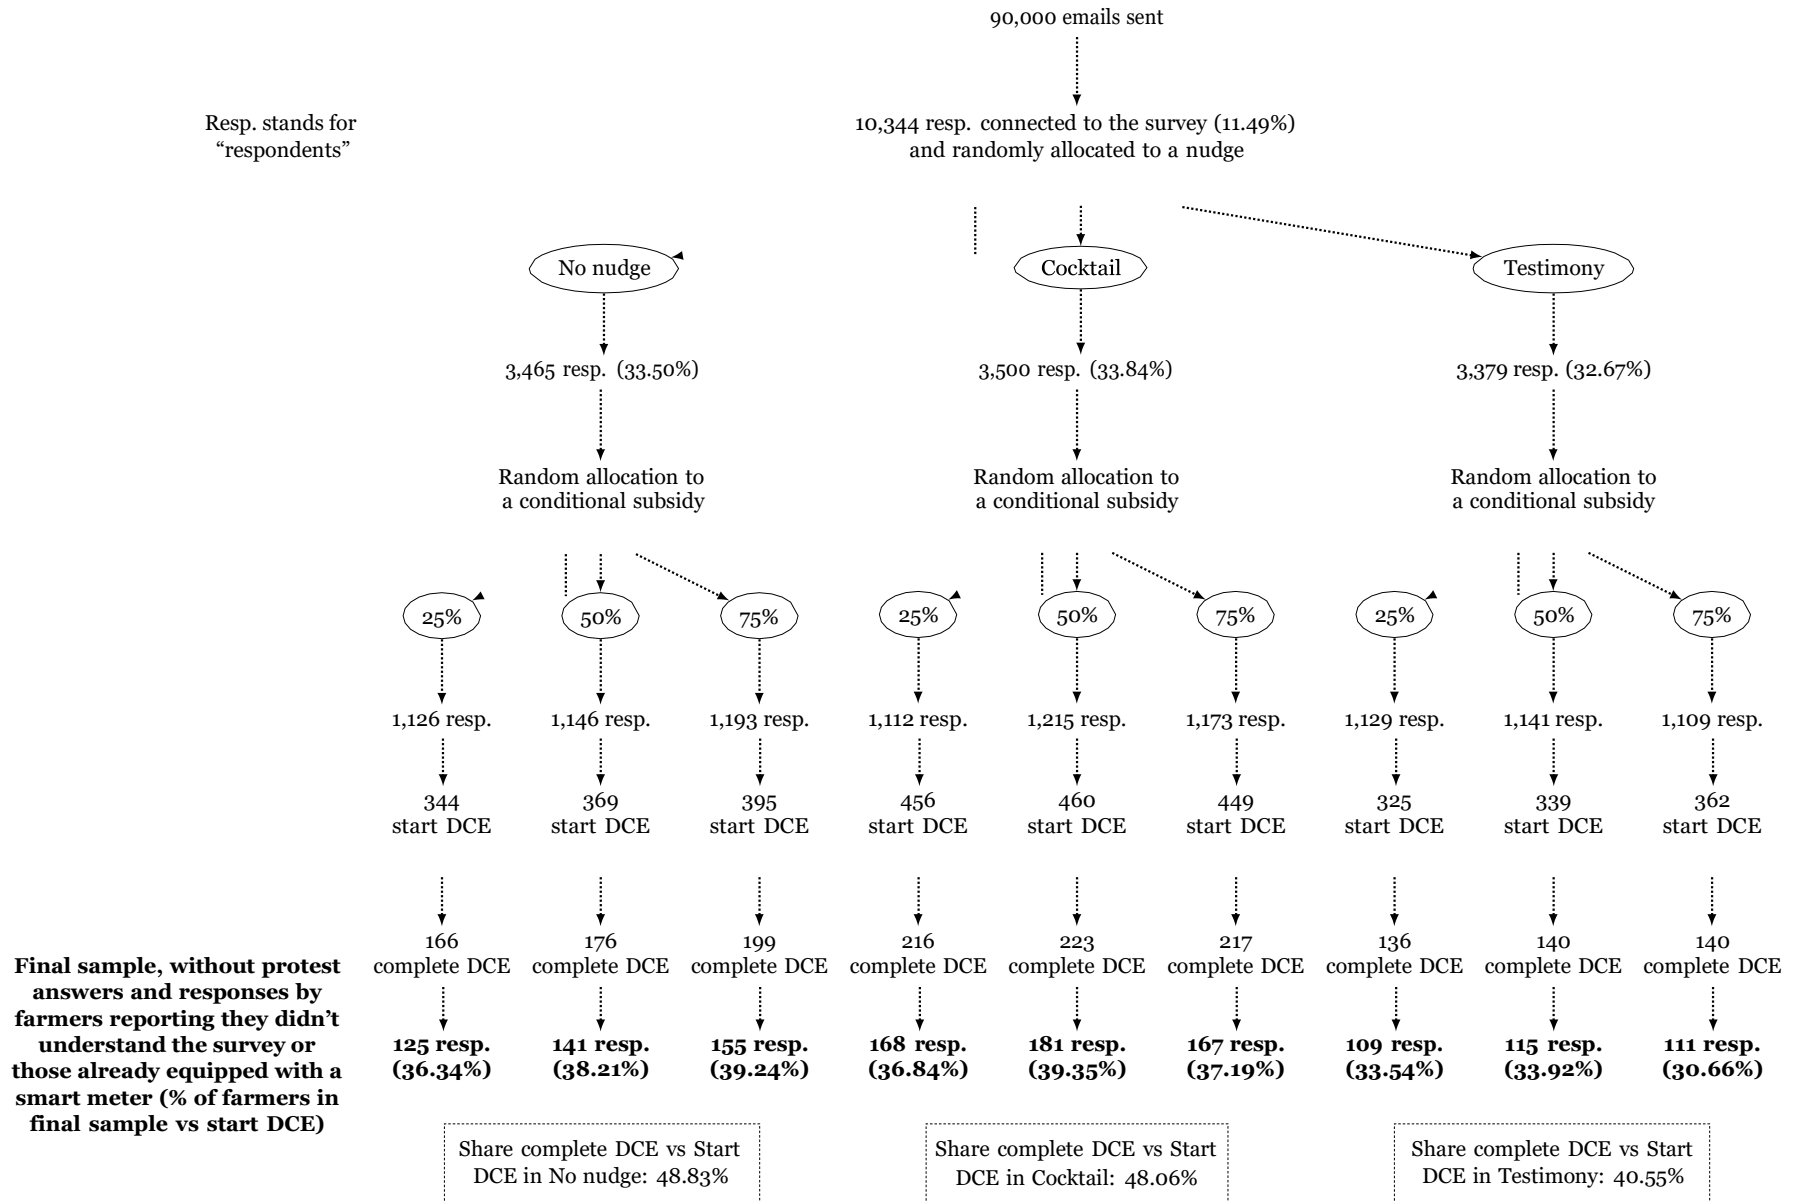 90,000 emails sent
Resp. stands for
“respondents”
10,344 resp. connected to the survey (11.49%)
and randomly allocated to a nudge
No nudge
Cocktail
Testimony
3,465 resp. (33.50%)
3,500 resp. (33.84%)
3,379 resp. (32.67%)
Random allocation to
a conditional subsidy
Random allocation to
a conditional subsidy
Random allocation to
a conditional subsidy
25%
50%
75%
25%
50%
75%
25%
50%
75%
1,126 resp.
1,146 resp.
1,193 resp.
1,112 resp.
1,215 resp.
1,173 resp.
1,129 resp.
1,141 resp.
1,109 resp.
344
start DCE
369
start DCE
395
start DCE
456
start DCE
460
start DCE
449
start DCE
325
start DCE
339
start DCE
362
start DCE
166
complete DCE
176
complete DCE
199
complete DCE
216
complete DCE
223
complete DCE
217
complete DCE
136
complete DCE
140
complete DCE
140
complete DCE
Final sample, without protest
answers and responses by
farmers reporting they didn’t
understand the survey or
those already equipped with a
smart meter (% of farmers in
final sample vs start DCE)
125 resp.
(36.34%)
141 resp.
(38.21%)
155 resp.
(39.24%)
168 resp.
(36.84%)
181 resp.
(39.35%)
167 resp.
(37.19%)
109 resp.
(33.54%)
115 resp.
(33.92%)
111 resp.
(30.66%)
Share complete DCE vs Start
DCE in No nudge: 48.83%
Share complete DCE vs Start
DCE in Cocktail: 48.06%
Share complete DCE vs Start
DCE in Testimony: 40.55%